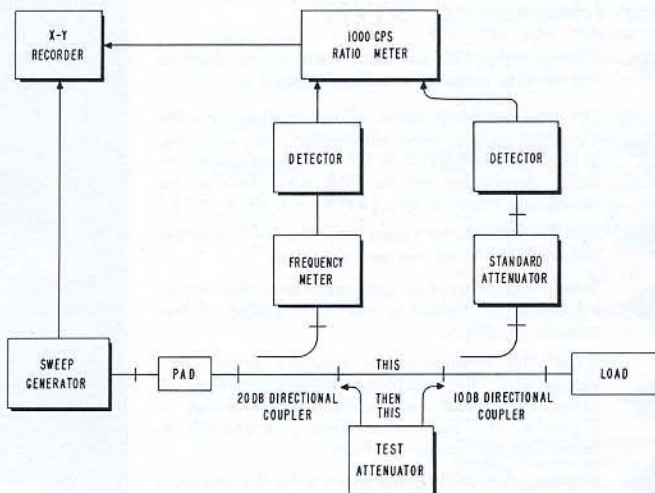 X-Y
RECORDER
1000 CPS
RATIO METER
DETECTOR
DETECTOR
FREQUENCY
METER
STANDARD
ATTENUATOR
SWEEP
GENERATOR
PAD
THIS
LOAD
20DB DIRECTIONAL
COUPLER
THEN
THIS
10DB DIRECTIONAL
COUPLER
TEST
ATTENUATOR